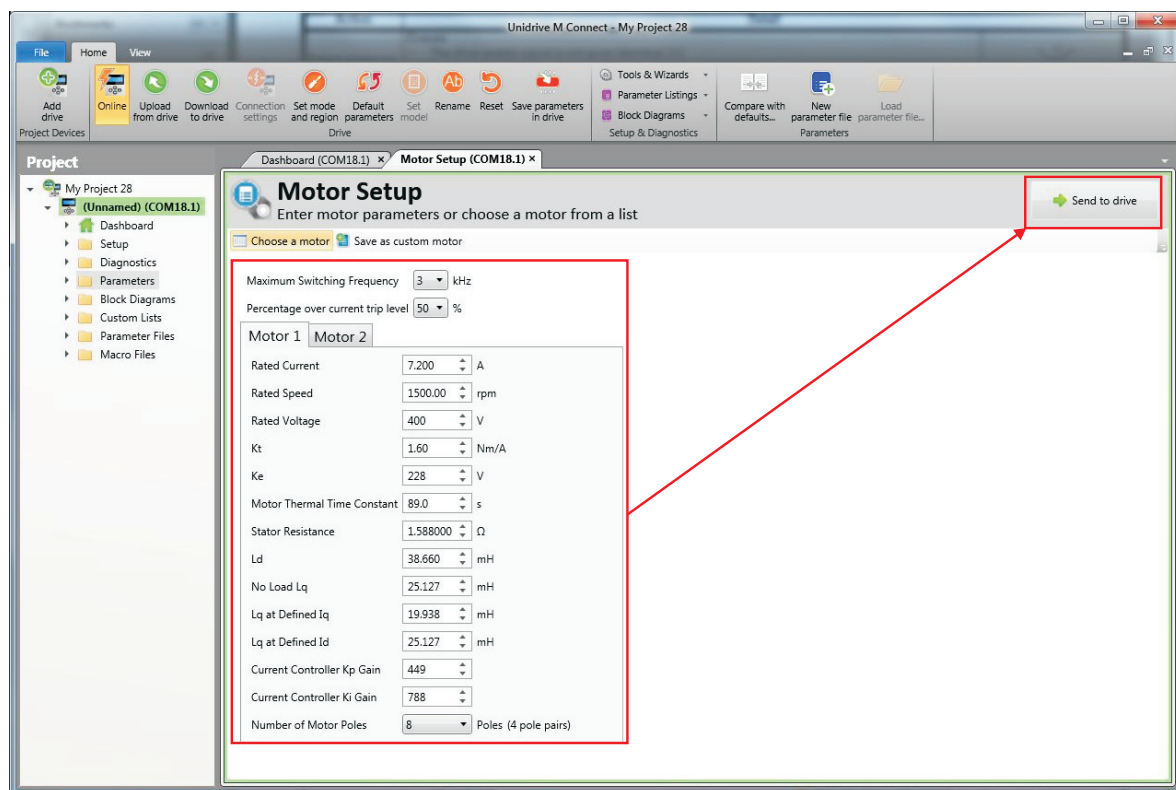 Unidrive M Connect - My Project 28
File Home View
Add drive
Online
Upload from drive
Download to drive
Connection settings
Set mode and region
Default parameters
Set model
Rename
Reset
Save parameters in drive
Tools & Wizards
Parameter Listings
Block Diagrams
Compare with defaults...
New parameter file
Load parameter file...
Project Devices
Drive
Setup & Diagnostics
Parameters
Project
My Project 28
(Unnamed) (COM18.1)
Dashboard
Setup
Diagnostics
Parameters
Block Diagrams
Custom Lists
Parameter Files
Macro Files
Dashboard (COM18.1) × Motor Setup (COM18.1) ×
Motor Setup
Enter motor parameters or choose a motor from a list
Send to drive
Choose a motor Save as custom motor
Maximum Switching Frequency 3 kHz
Percentage over current trip level 50 %
Motor 1 Motor 2
Rated Current 7.200 A
Rated Speed 1500.00 rpm
Rated Voltage 400 V
Kt 1.60 Nm/A
Ke 228 V
Motor Thermal Time Constant 89.0 s
Stator Resistance 1.588000 Ω
Ld 38.660 mH
No Load Lq 25.127 mH
Lq at Defined Iq 19.938 mH
Lq at Defined Id 25.127 mH
Current Controller Kp Gain 449
Current Controller Ki Gain 788
Number of Motor Poles 8 Poles (4 pole pairs)